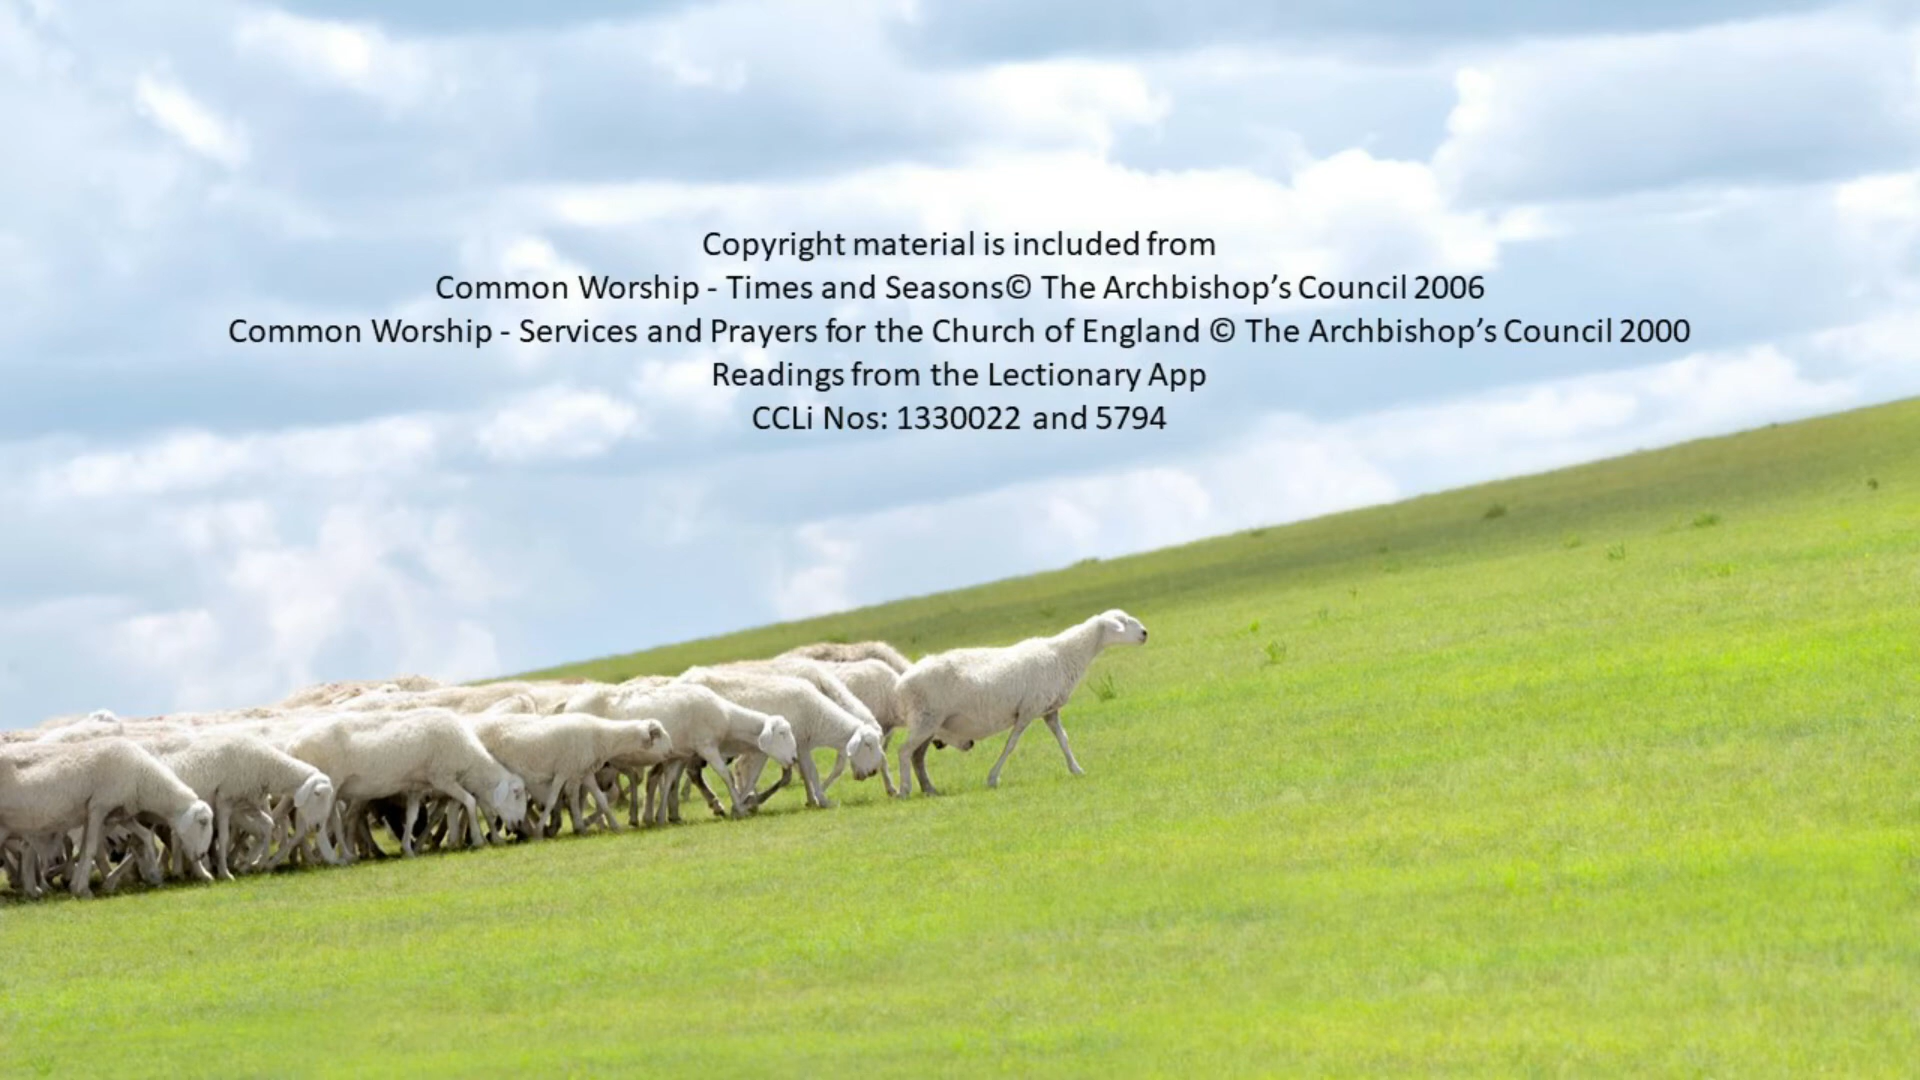 Copyright material is included from
Common Worship - Times and Seasons© The Archbishop’s Council 2006
Common Worship - Services and Prayers for the Church of England © The Archbishop’s Council 2000
Readings from the Lectionary App
CCLi Nos: 1330022 and 5794